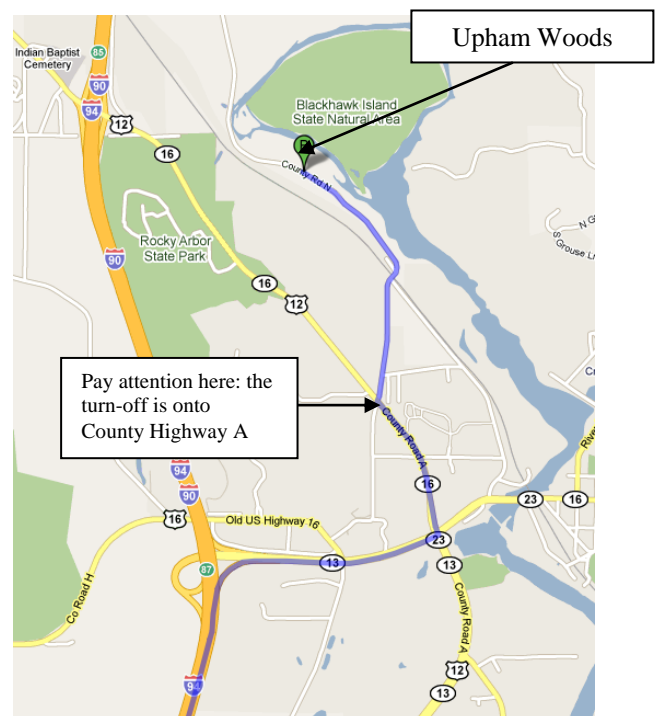 Upham Woods
Indian Baptist
Cemetery
85
90
94
12
16
Blackhawk Island
State Natural Area
B
County Rd N
Rocky Arbor
State Park
90
16
12
N G
S Grouse Ln
Pay attention here: the
turn-off is onto
County Highway A
County Road A
Cr
River
94
90
16
16
Old US Highway 16
23
16
23
13
13
87
Co Road H
County Road A
12
13
94